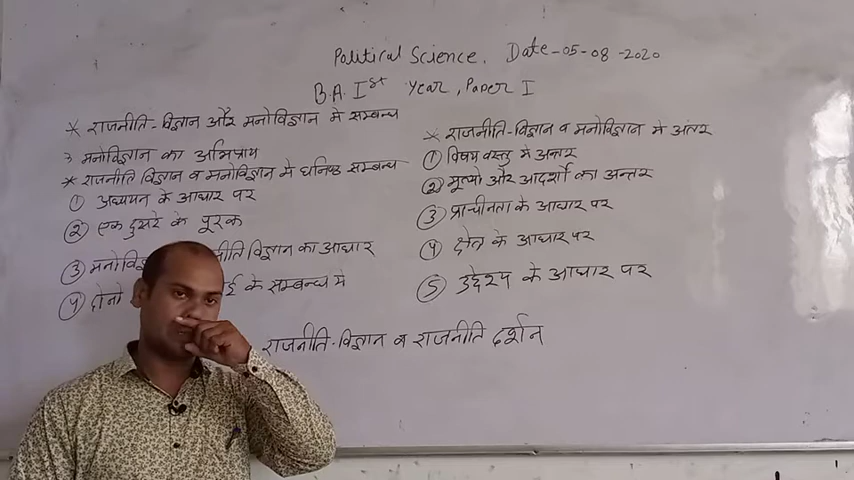 Political Science. Date-05-08-2020
B.A. Ist Year, Paper I
* राजनीति-विज्ञान और मनोविज्ञान मे सम्बन्ध
> मनोविज्ञान का अभिप्राय
* राजनीति विज्ञान व मनोविज्ञान मे घनिष्ठ सम्बन्ध
① अध्ययन के आधार पर
② एक दुसरे के पूरक
③ मनोविज्ञ नीति विज्ञान का आधार
④ दोनो ई के सम्बन्ध मे
* राजनीति-विज्ञान व मनोविज्ञान मे अंतर
① विषय वस्तु मे अन्तर
② मूल्यो और आदर्शो का अन्तर
③ प्राचीनता के आधार पर
④ क्षेत्र के आधार पर
⑤ उद्देश्य के आधार पर
राजनीति-विज्ञान व राजनीति दर्शन